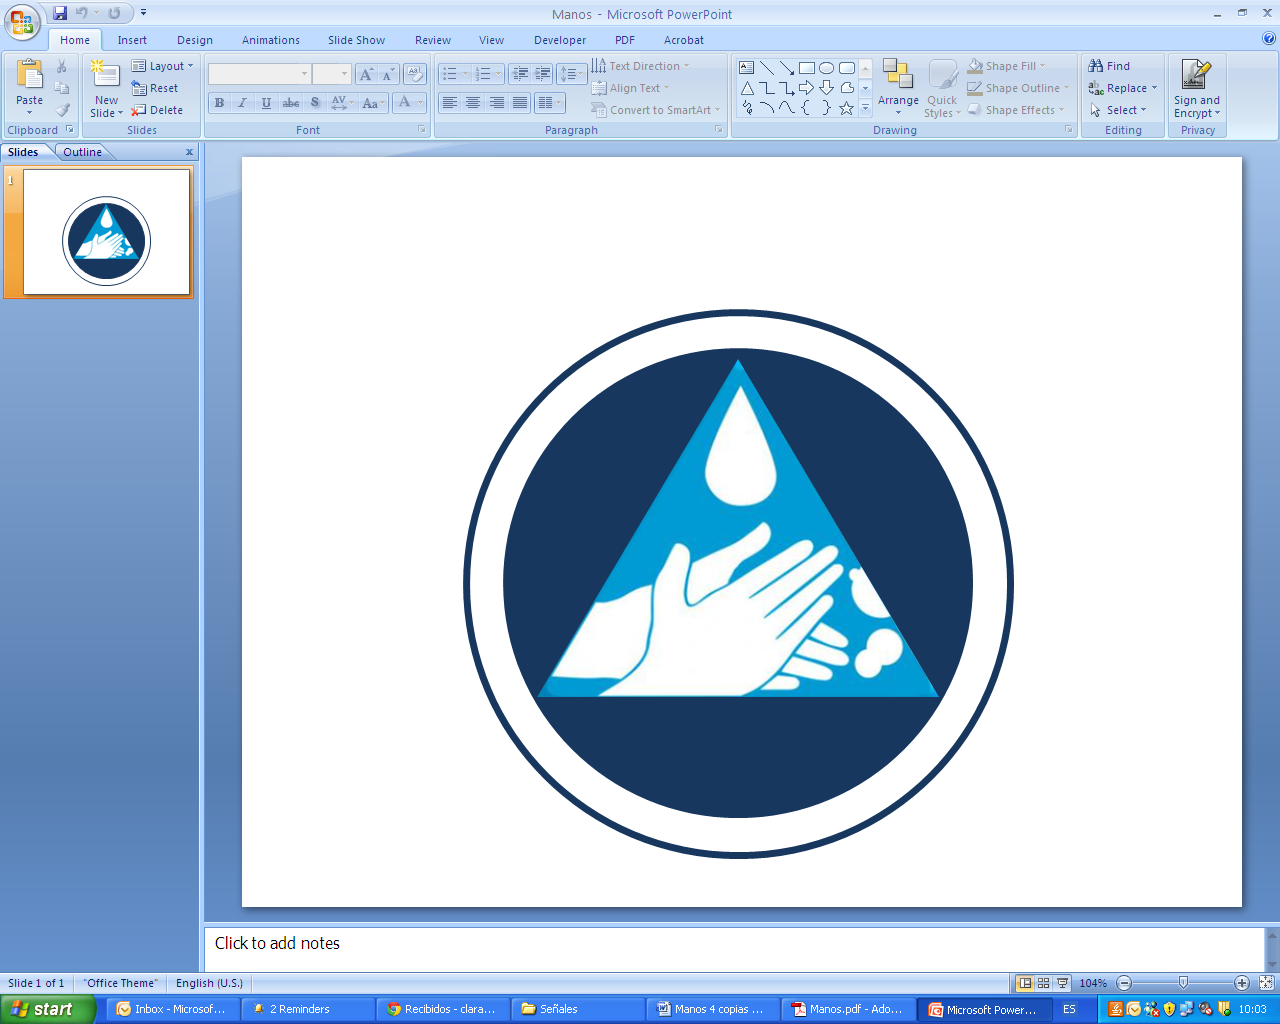 Manos - Microsoft PowerPoint
Home Insert Design Animations Slide Show Review View Developer PDF Acrobat
Paste
Clipboard
New Slide
Layout
Reset
Delete
Slides
B I U abc S AV Aa A
Font
Text Direction
Align Text
Convert to SmartArt
Paragraph
Arrange
Quick Styles
Shape Fill
Shape Outline
Shape Effects
Drawing
Find
Replace
Select
Editing
Sign and Encrypt
Privacy
Slides Outline x
1
Click to add notes
Slide 1 of 1 "Office Theme" English (U.S.) 104%
start Inbox - Microsof... 2 Reminders Recibidos - clara... Señales Manos 4 copias ... Manos.pdf - Ado... Microsoft Power... ES 10:03